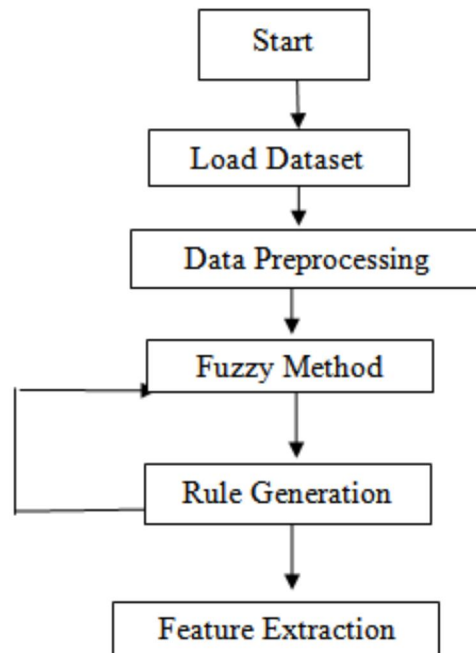 Start
Load Dataset
Data Preprocessing
Fuzzy Method
Rule Generation
Feature Extraction